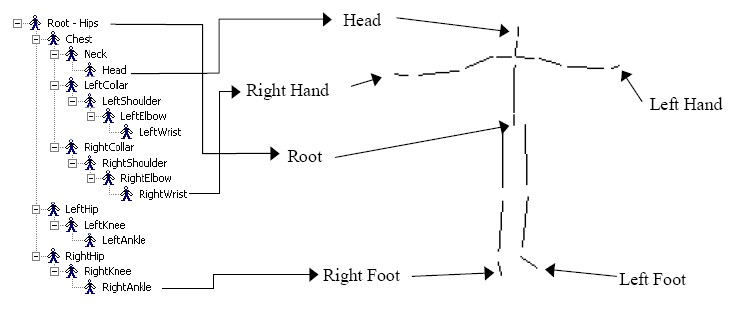 Root - Hips
Chest
Neck
Head
LeftCollar
LeftShoulder
LeftElbow
LeftWrist
RightCollar
RightShoulder
RightElbow
RightWrist
LeftHip
LeftKnee
LeftAnkle
RightHip
RightKnee
RightAnkle
Head
Right Hand
Left Hand
Root
Right Foot
Left Foot